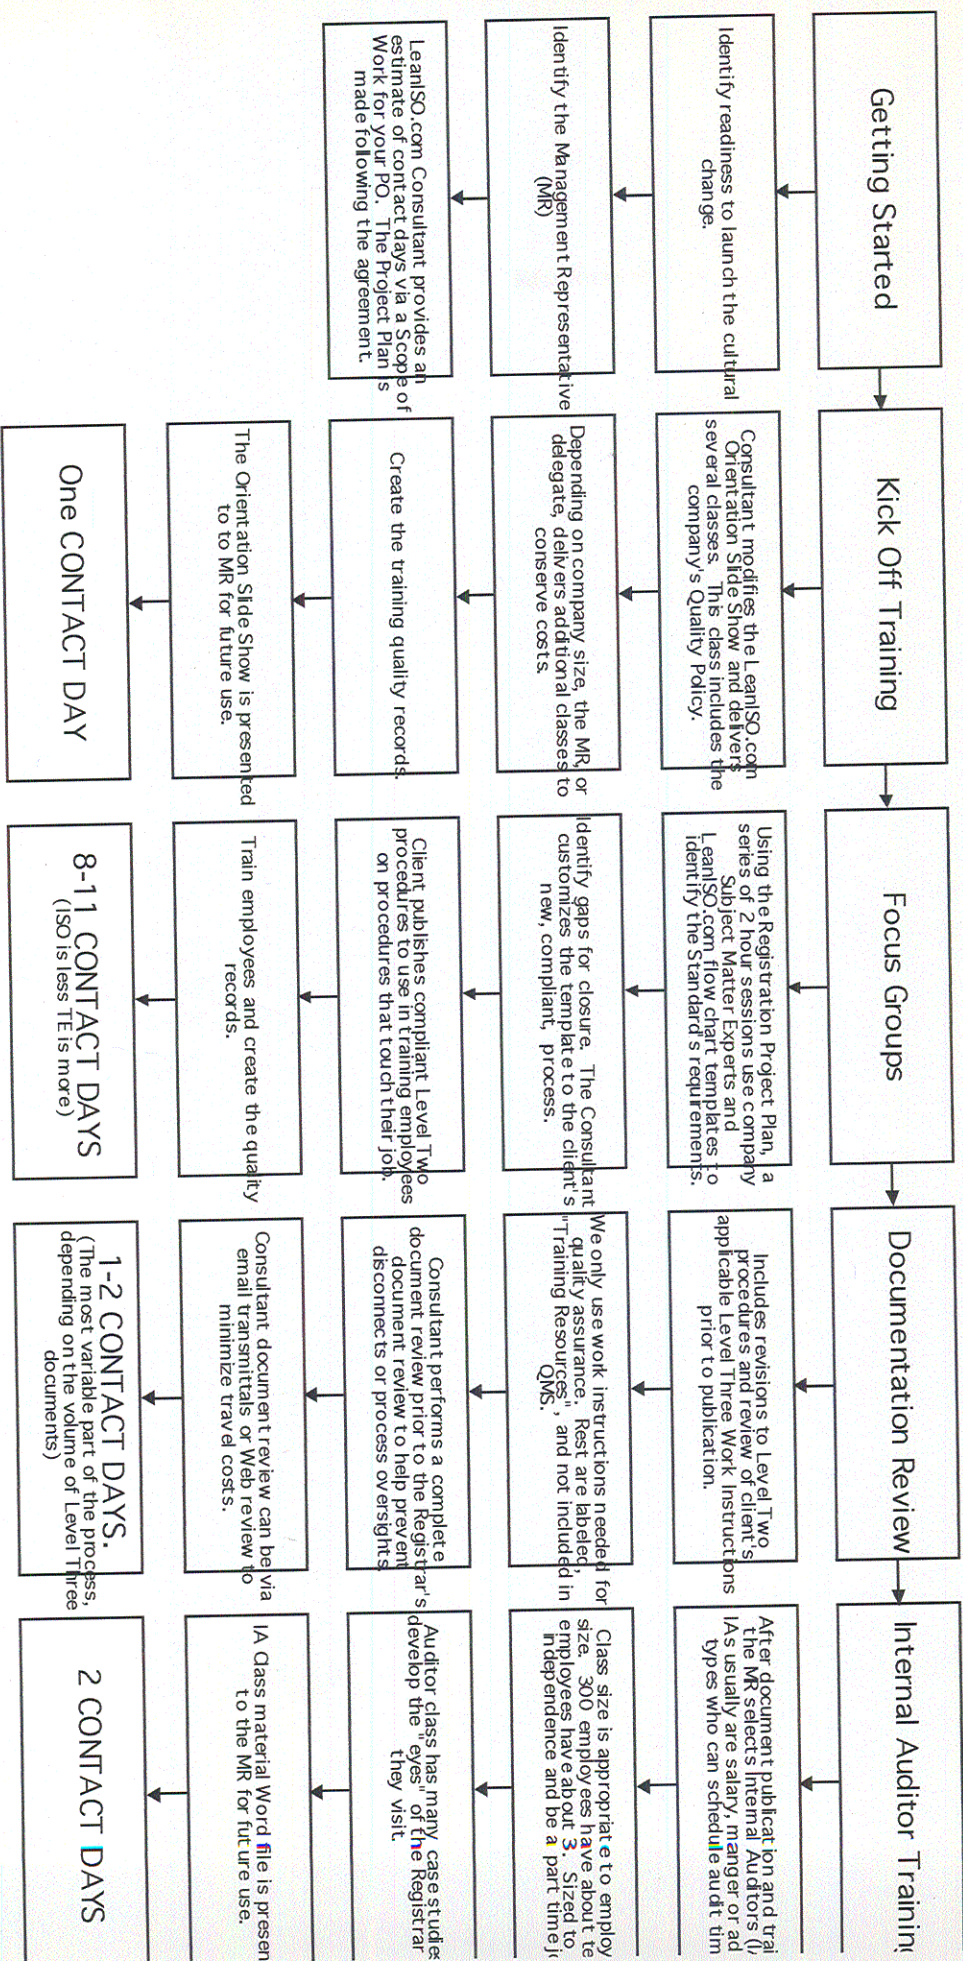 Getting Started
Identify readiness to launch the cultural
change.
Identify the Management Representative
(MR)
LeanISO.com Consultant provides an
estimate of contact days via a Scope of
Work for your PO. The Project Plan is
made following the agreement.
Kick Off Training
Consultant modifies the LeanISO.com
Orientation Slide Show and delivers
several classes. This class includes the
company's Quality Policy.
Depending on company size, the MR, or
delegate, delivers additional classes to
conserve costs.
Create the training quality records.
The Orientation Slide Show is presented
to to MR for future use.
One CONTACT DAY
Focus Groups
Using the Registration Project Plan, a
series of 2 hour sessions use company
Subject Matter Experts and
LeanISO.com flow chart templates to
identify the Standard's requirements.
Identify gaps for closure. The Consultant
customizes the template to the client's
new, compliant, process.
Client publishes compliant Level Two
procedures to use in training employees
on procedures that touch their job.
Train employees and create the quality
records.
8-11 CONTACT DAYS
(ISO is less TE is more)
Documentation Review
Includes revisions to Level Two
procedures and review of client's
applicable Level Three Work Instructions
prior to publication.
We only use work instructions needed for
quality assurance. Rest are labeled,
"Training Resources", and not included in
QMS.
Consultant performs a complete
document review prior to the Registrar's
document review to help prevent
disconnects or process oversights
Consultant document review can be via
email transmittals or Web review to
minimize travel costs.
1-2 CONTACT DAYS.
(The most variable part of the process,
depending on the volume of Level Three
documents)
Internal Auditor Training
After document publication and trai
the MR selects Internal Auditors (I
IAs usually are salary, manger or ad
types who can schedule audit tim
Class size is appropriate to employ
size. 300 employees have about te
employees have about 3. Sized to
independence and be a part time j
Auditor class has many case studies
develop the "eyes" of the Registrar
they visit.
IA Class material Word file is presen
to the MR for future use.
2 CONTACT DAYS